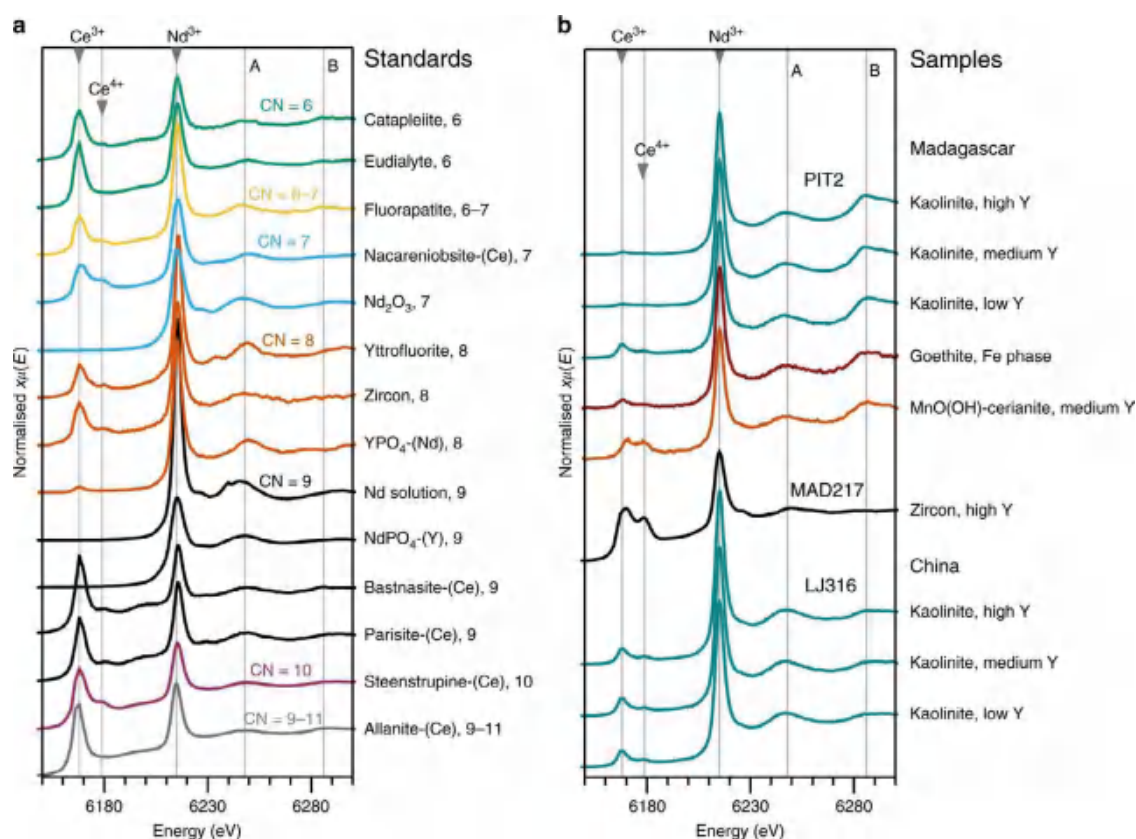 a
Ce3+
Nd3+
A
B
Standards
Ce4+
CN = 6
Catapleiite, 6
Eudialyte, 6
CN = 6–7
Fluorapatite, 6–7
CN = 7
Nacareniobsite-(Ce), 7
Nd2O3, 7
CN = 8
Yttrofluorite, 8
Zircon, 8
YPO4-(Nd), 8
CN = 9
Nd solution, 9
NdPO4-(Y), 9
Bastnasite-(Ce), 9
Parisite-(Ce), 9
CN = 10
Steenstrupine-(Ce), 10
CN = 9–11
Allanite-(Ce), 9–11
Normalised xμ(E)
6180
6230
6280
Energy (eV)
b
Ce3+
Nd3+
A
B
Samples
Ce4+
Madagascar
PIT2
Kaolinite, high Y
Kaolinite, medium Y
Kaolinite, low Y
Goethite, Fe phase
MnO(OH)-cerianite, medium Y
MAD217
Zircon, high Y
China
LJ316
Kaolinite, high Y
Kaolinite, medium Y
Kaolinite, low Y
Normalised xμ(E)
6180
6230
6280
Energy (eV)